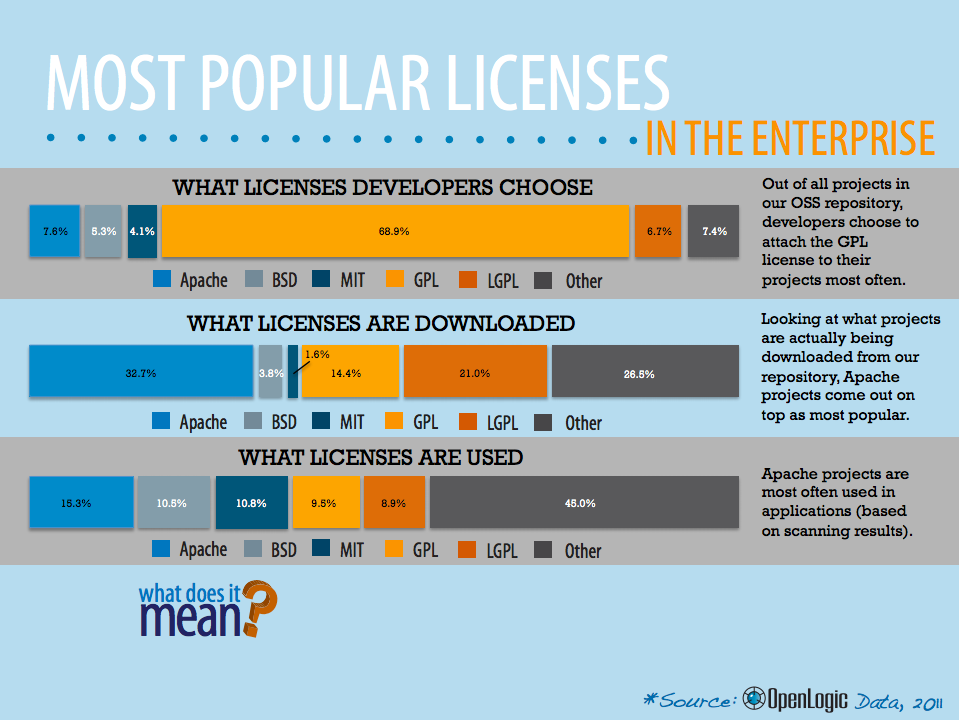 MOST POPULAR LICENSES
IN THE ENTERPRISE
WHAT LICENSES DEVELOPERS CHOOSE
7.6% 5.3% 4.1% 68.9% 6.7% 7.4%
Apache BSD MIT GPL LGPL Other
Out of all projects in
our OSS repository,
developers choose to
attach the GPL
license to their
projects most often.
WHAT LICENSES ARE DOWNLOADED
1.6%
32.7% 3.8% 14.4% 21.0% 26.5%
Apache BSD MIT GPL LGPL Other
Looking at what projects
are actually being
downloaded from our
repository, Apache
projects come out on
top as most popular.
WHAT LICENSES ARE USED
15.3% 10.5% 10.8% 9.5% 8.9% 45.0%
Apache BSD MIT GPL LGPL Other
Apache projects are
most often used in
applications (based
on scanning results).
what does it
mean?
*Source: OpenLogic Data, 2011